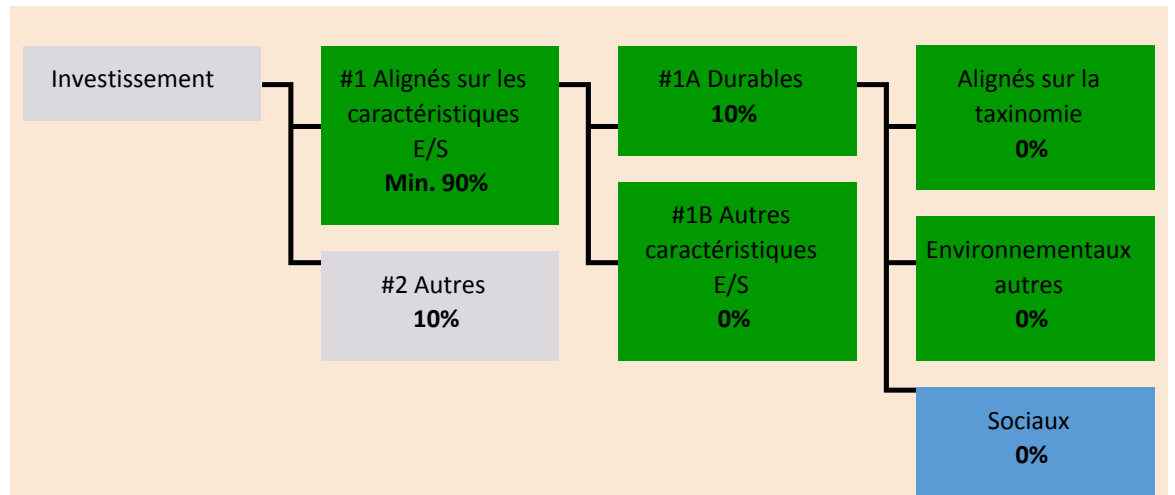 Investissement
#1 Alignés sur les
caractéristiques
E/S
Min. 90%
#2 Autres
10%
#1A Durables
10%
#1B Autres
caractéristiques
E/S
0%
Alignés sur la
taxinomie
0%
Environnementaux
autres
0%
Sociaux
0%